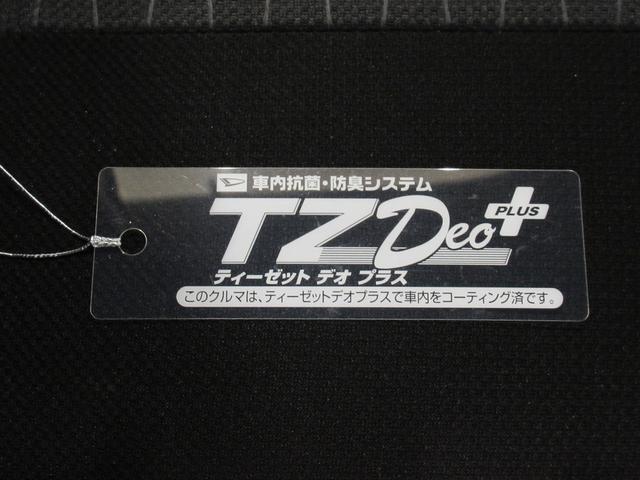 車内抗菌・防臭システム
TZ Deo PLUS
ティーゼット デオ プラス
このクルマは、ティーゼットデオプラスで車内をコーティング済です。